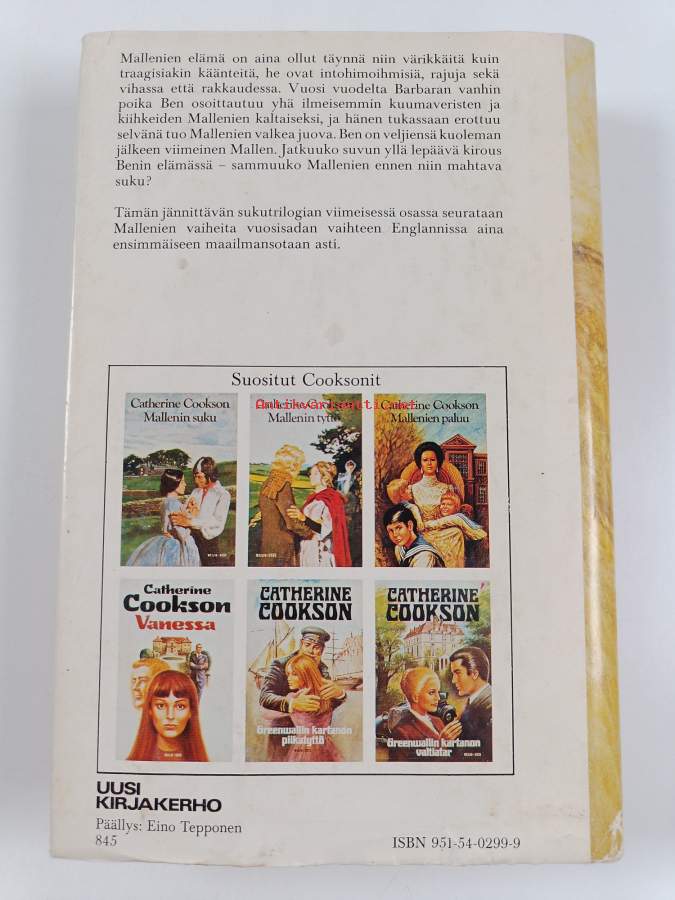 Mallenien elämä on aina ollut täynnä niin värikkäitä kuin
traagisiakin käänteitä, he ovat intohimoihmisiä, rajuja sekä
vihassa että rakkaudessa. Vuosi vuodelta Barbaran vanhin
poika Ben osoittautuu yhä ilmeisemmin kuumaveristen ja
kiihkeiden Mallenien kaltaiseksi, ja hänen tukassaan erottuu
selvänä tuo Mallenien valkea juova. Ben on veljiensä kuoleman
jälkeen viimeinen Mallen. Jatkuuko suvun yllä lepäävä kirous
Benin elämässä – sammuuko Mallenien ennen niin mahtava
suku?
Tämän jännittävän sukutrilogian viimeisessä osassa seurataan
Mallenien vaiheita vuosisadan vaihteen Englannissa aina
ensimmäiseen maailmansotaan asti.
Suositut Cooksonit
Catherine Cookson
Mallenin suku
Catherine Cookson
Mallenin tyttö
Antikvariaatti.net
Catherine Cookson
Mallenien paluu
Catherine
Cookson
Vanessa
CATHERINE
COOKSON
Greenwallin kartanon
piikatyttö
CATHERINE
COOKSON
Greenwallin kartanon
valtiatar
UUSI
KIRJAKERHO
Päällys: Eino Tepponen
845
ISBN 951-54-0299-9